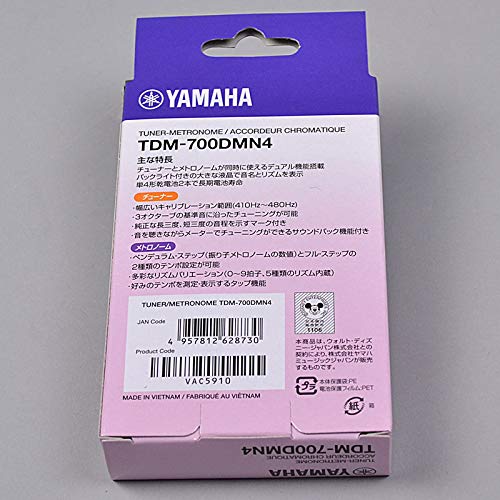 YAMAHA
TUNER-METRONOME / ACCORDEUR CHROMATIQUE
TDM-700DMN4
主な特長
チューナーとメトロノームが同時に使えるデュアル機能搭載
バックライト付きの大きな液晶で音名とリズムを表示
単4形乾電池2本で長期電池寿命
チューナー
・幅広いキャリブレーション範囲(410Hz~480Hz)
・3オクターブの基準音に沿ったチューニングが可能
・純正な長三度、短三度の音程を示すマーク付き
・音を聴きながらメーターでチューニングができるサウンドバック機能付き
メトロノーム
・ペンデュラム・ステップ(振り子メトロノームの数値)とフル・ステップの
2種類のテンポ設定が可能
・多彩なリズムバリエーション(0~9拍子、5種類のリズム内蔵)
・好みのテンポを測定・表示するタップ機能
TUNER/METRONOME TDM-700DMN4
JAN Code
4 957812 628730
Product Code
VAC5910
MADE IN VIETNAM / FABRIQUÉ AU VIETNAM
1106
本商品は、ウォルト・ディズ
ニー・ジャパン株式会社と
の契約により、株式会社ヤマハ
ミュージックジャパンが販売
するものです。
プラ
本体保護袋:PE
電池保護フィルム:PET
紙
箱
YAMAHA
TUNER-METRONOME
ACCORDEUR CHROMATIQUE
TDM-700DMN4